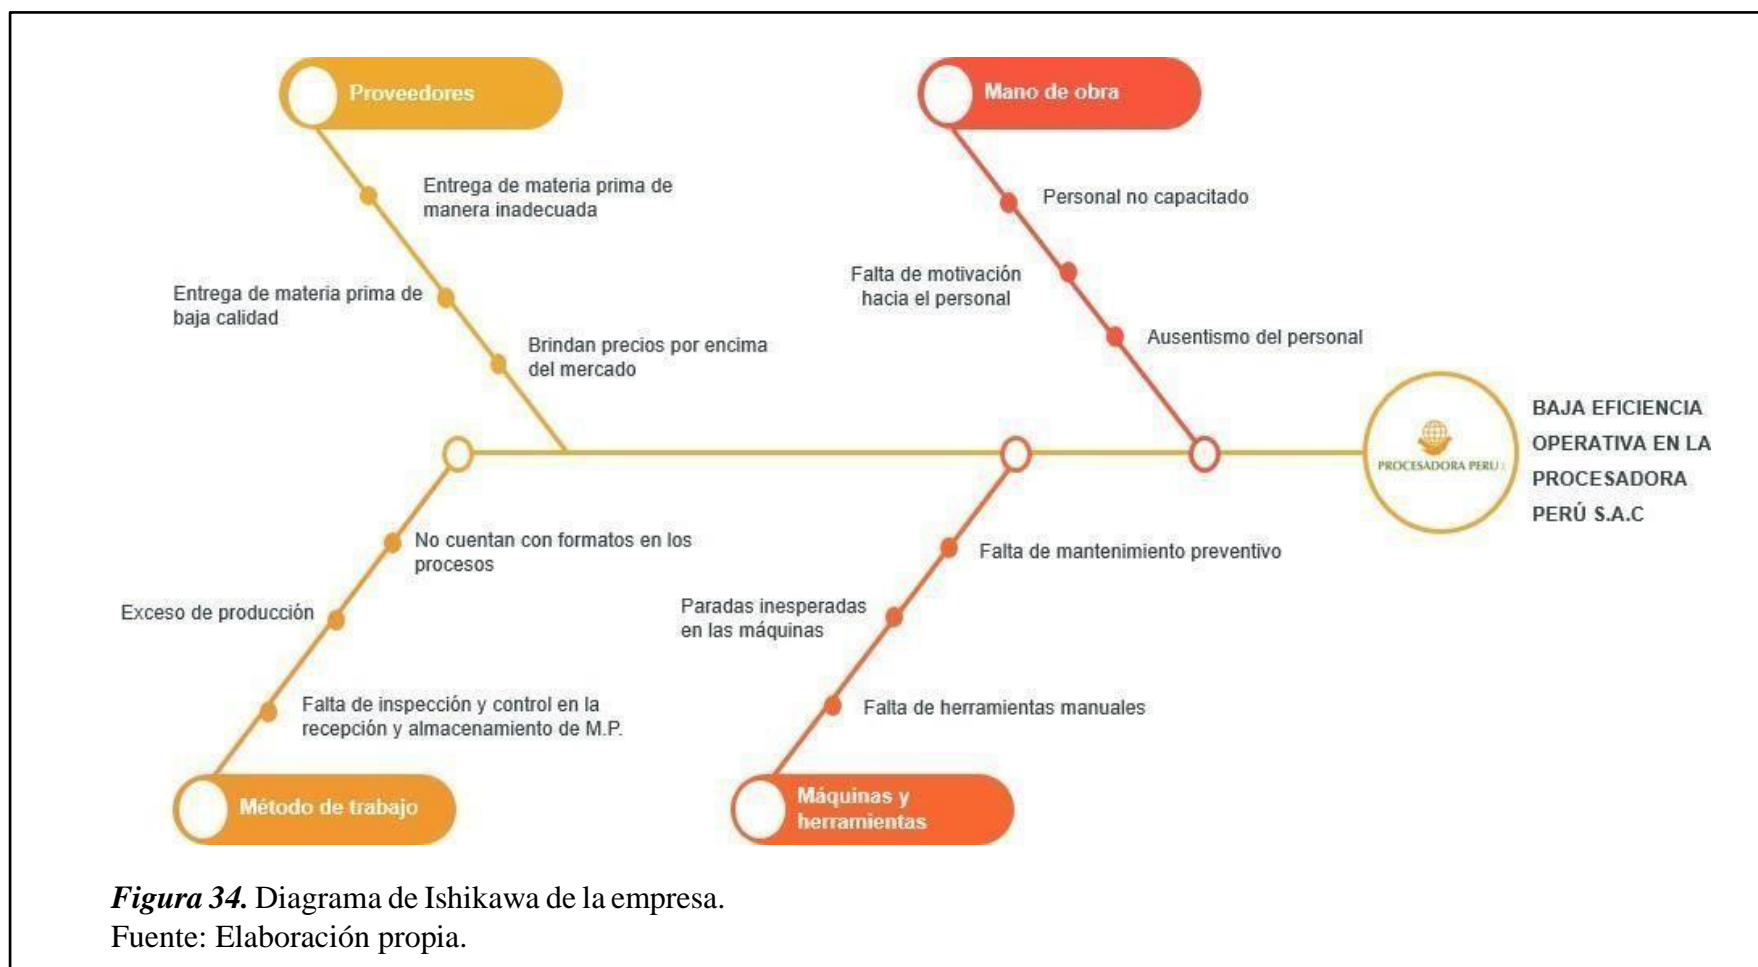 Proveedores
Mano de obra
Entrega de materia prima de
manera inadecuada
Personal no capacitado
Falta de motivación
hacia el personal
Entrega de materia prima de
baja calidad
Brindan precios por encima
del mercado
Ausentismo del personal
PROCESADORA PERU
BAJA EFICIENCIA
OPERATIVA EN LA
PROCESADORA
PERÚ S.A.C
No cuentan con formatos en los
procesos
Falta de mantenimiento preventivo
Exceso de producción
Paradas inesperadas
en las máquinas
Falta de inspección y control en la
recepción y almacenamiento de M.P.
Falta de herramientas manuales
Método de trabajo
Máquinas y
herramientas
Figura 34. Diagrama de Ishikawa de la empresa.
Fuente: Elaboración propia.